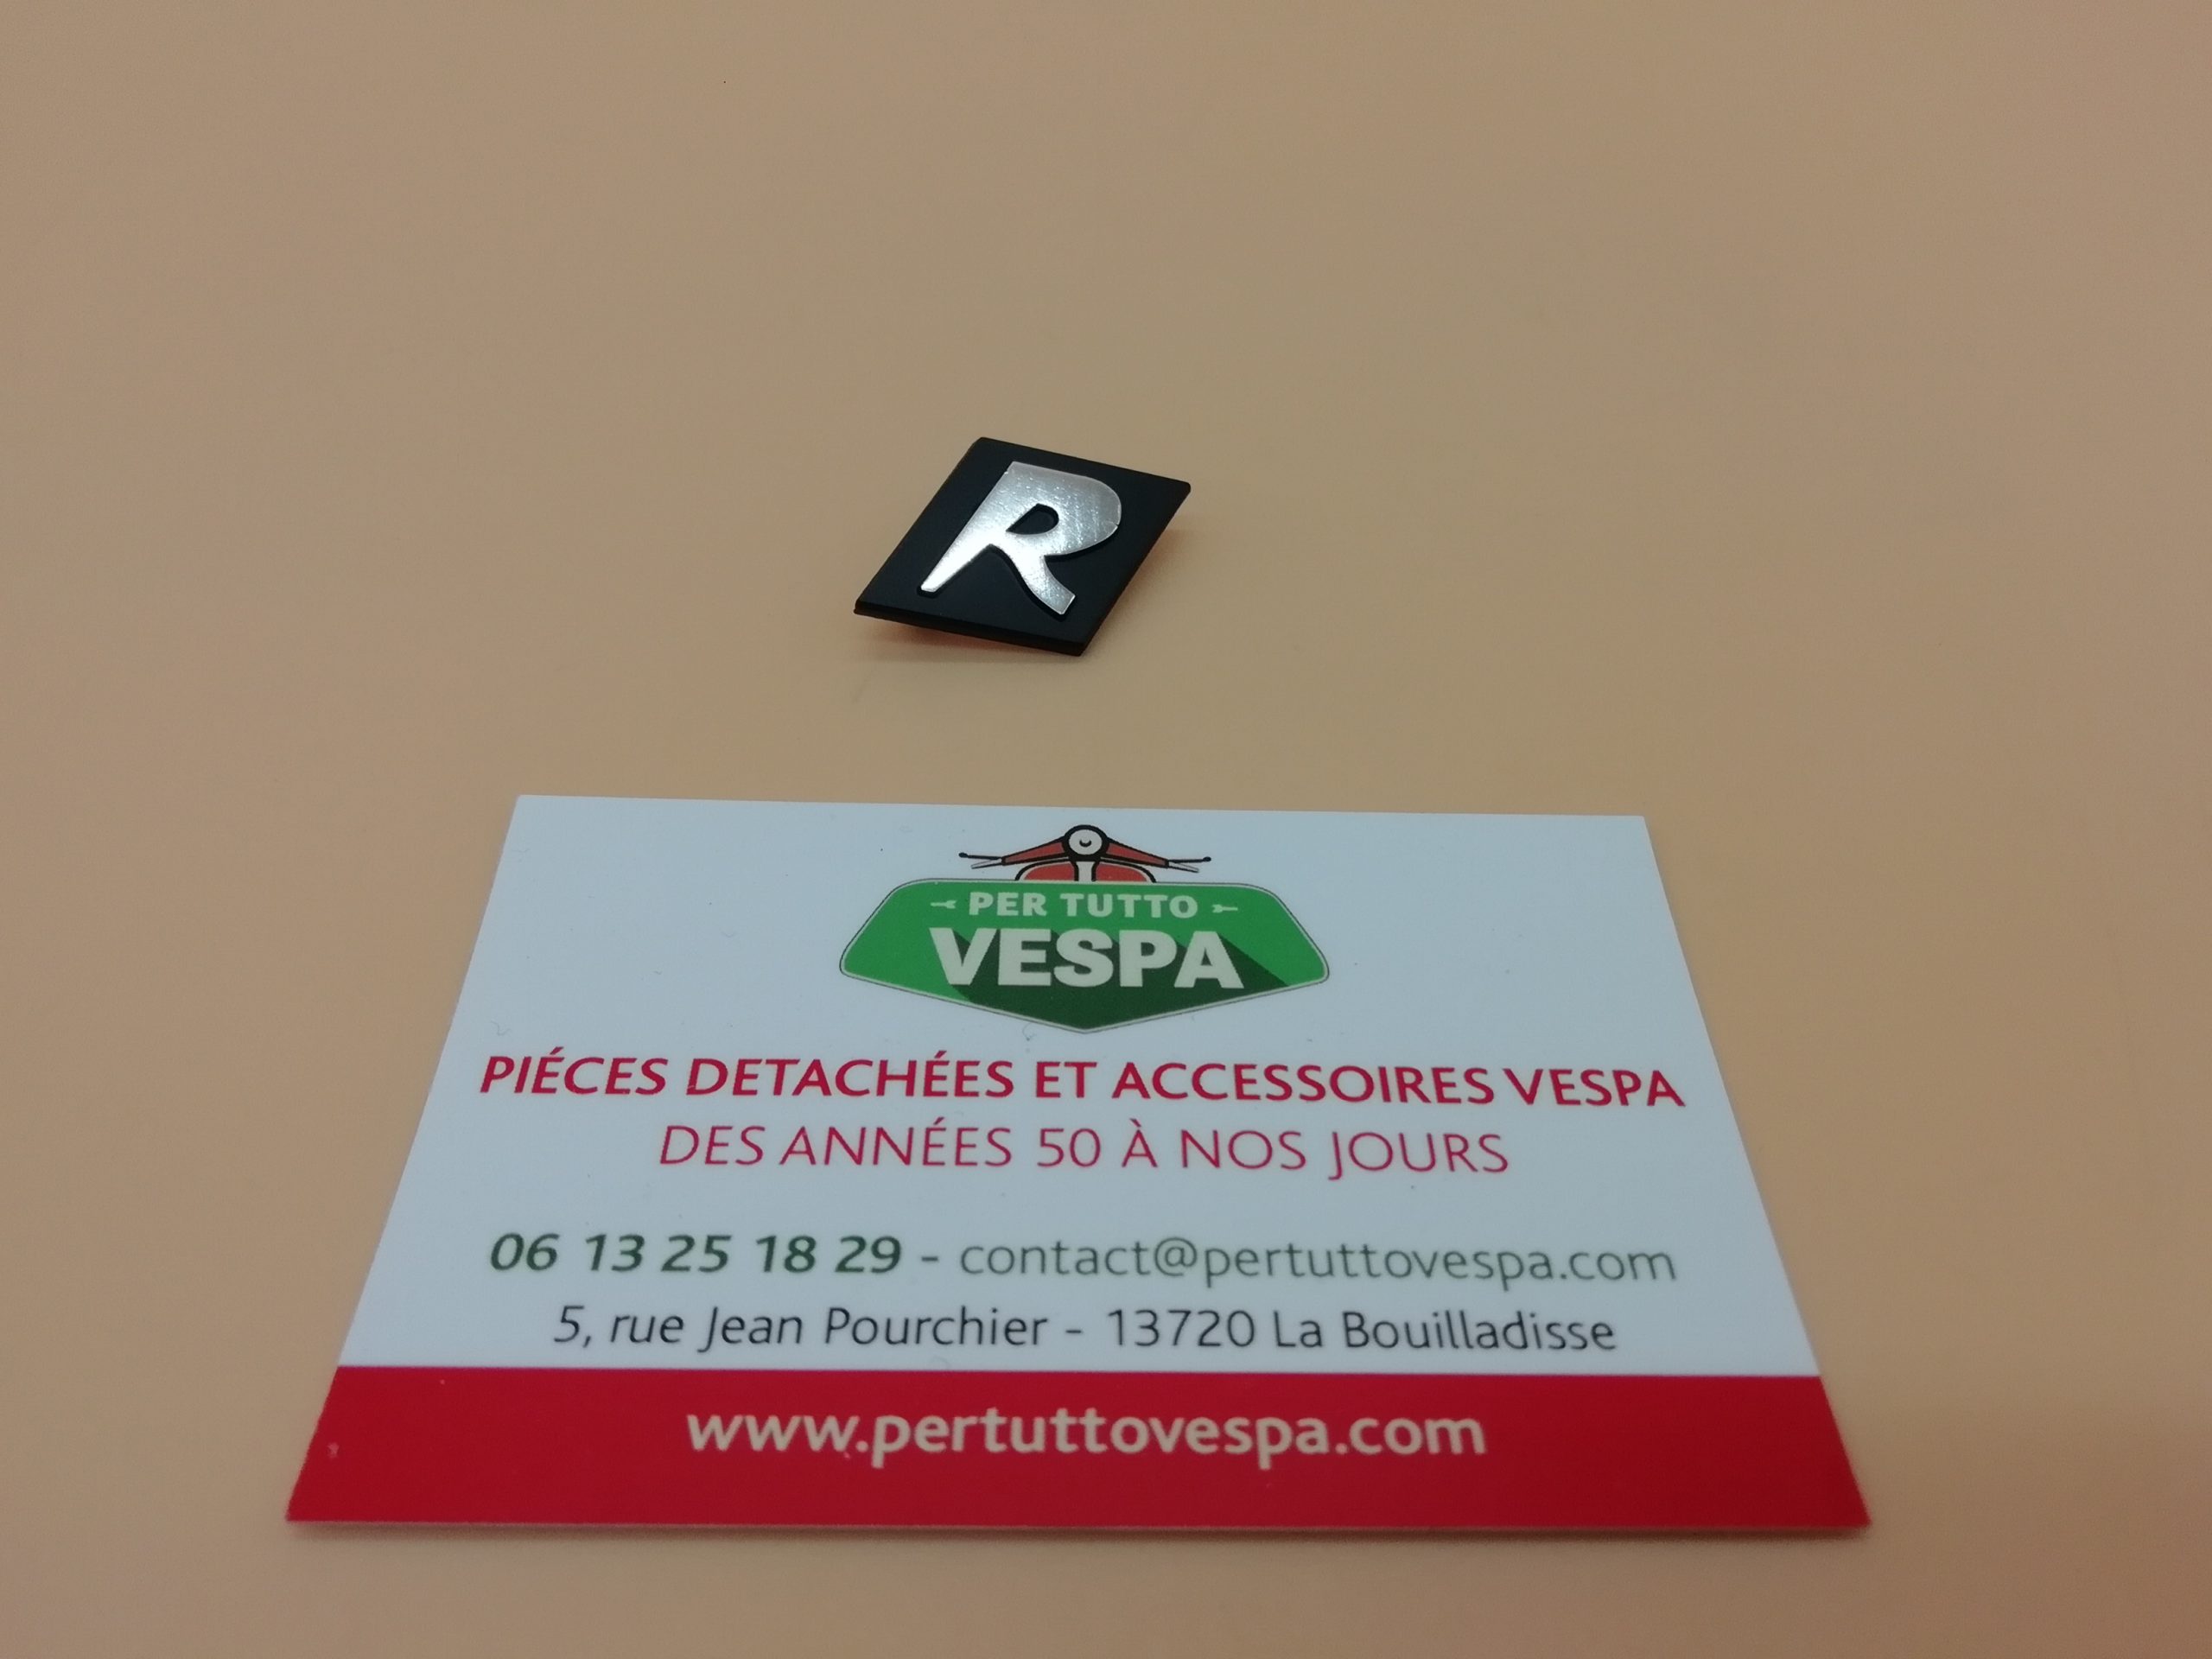 R
PER TUTTO
VESPA
PIÉCES DETACHÉES ET ACCESSOIRES VESPA
DES ANNÉES 50 À NOS JOURS
06 13 25 18 29 - contact@pertuttovespa.com
5, rue Jean Pourchier - 13720 La Bouilladisse
www.pertuttovespa.com